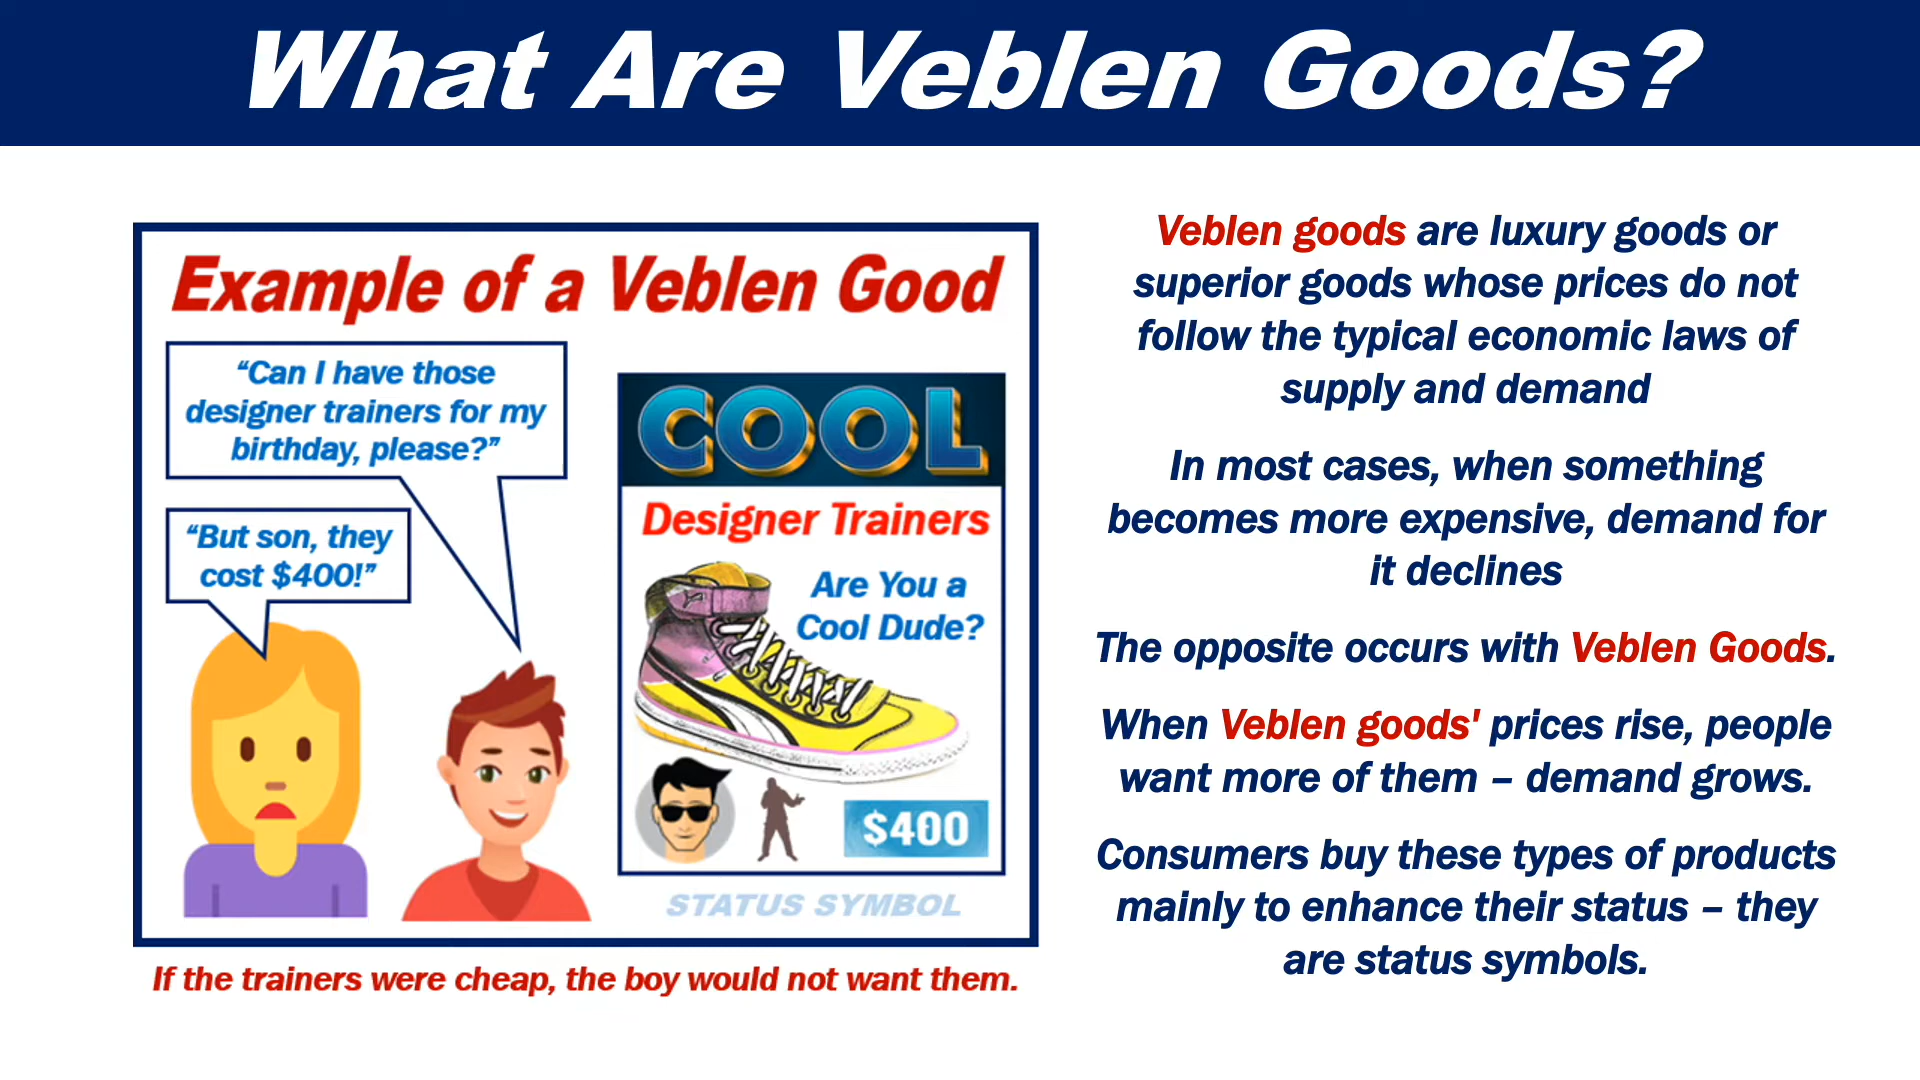 What Are Veblen Goods?
Example of a Veblen Good
“Can I have those
designer trainers for my
birthday, please?”
“But son, they
cost $400!”
COOL
Designer Trainers
Are You a
Cool Dude?
$400
STATUS SYMBOL
If the trainers were cheap, the boy would not want them.
Veblen goods are luxury goods or
superior goods whose prices do not
follow the typical economic laws of
supply and demand
In most cases, when something
becomes more expensive, demand for
it declines
The opposite occurs with Veblen Goods.
When Veblen goods' prices rise, people
want more of them – demand grows.
Consumers buy these types of products
mainly to enhance their status – they
are status symbols.